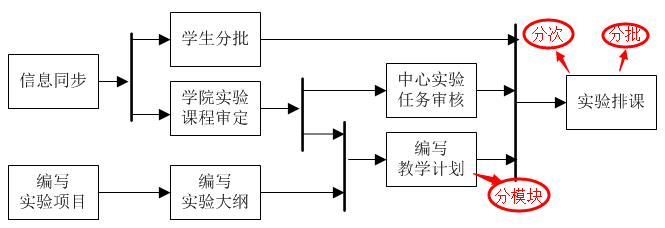 分次
分批
学生分批
信息同步
学院实验
课程审定
中心实验
任务审核
实验排课
编写
实验项目
编写
实验大纲
编写
教学计划
分模块